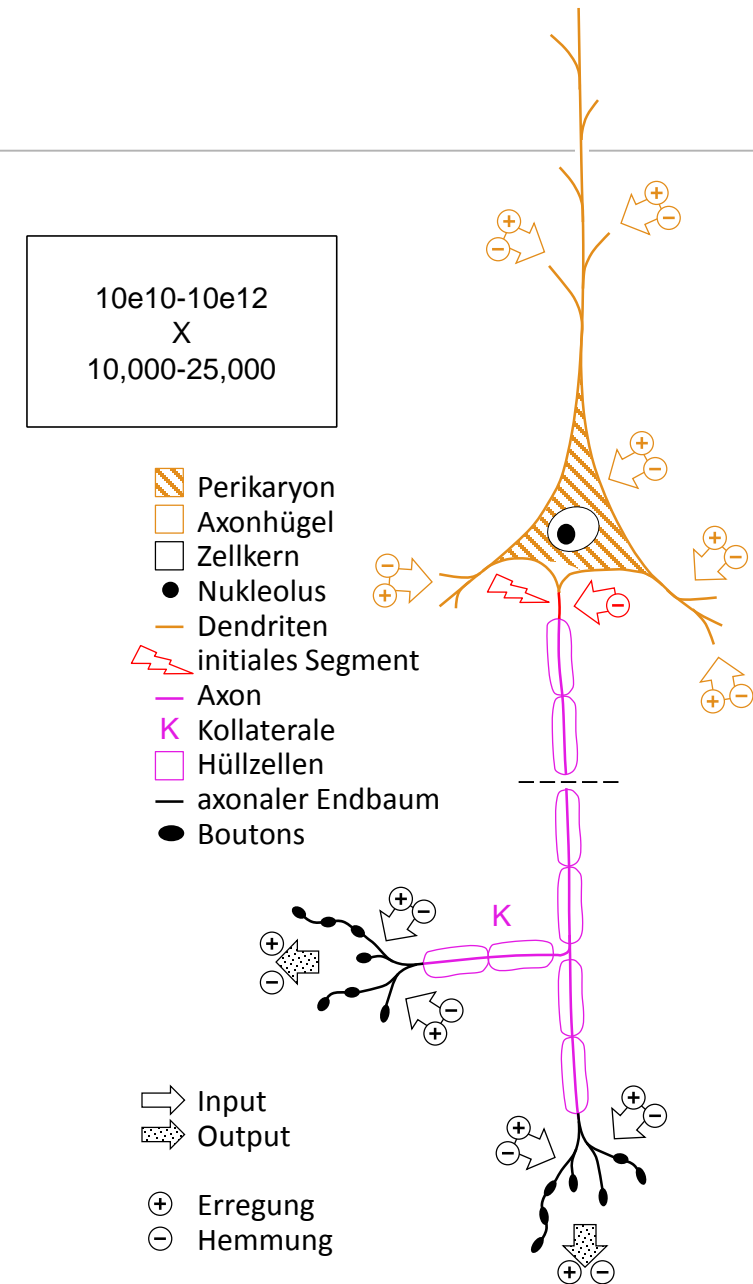 10e10-10e12
X
10,000-25,000
Perikaryon
Axonhügel
Zellkern
Nukleolus
Dendriten
initiales Segment
Axon
K Kollaterale
Hüllzellen
axonaler Endbaum
Boutons
K
Input
Output
+ Erregung
− Hemmung